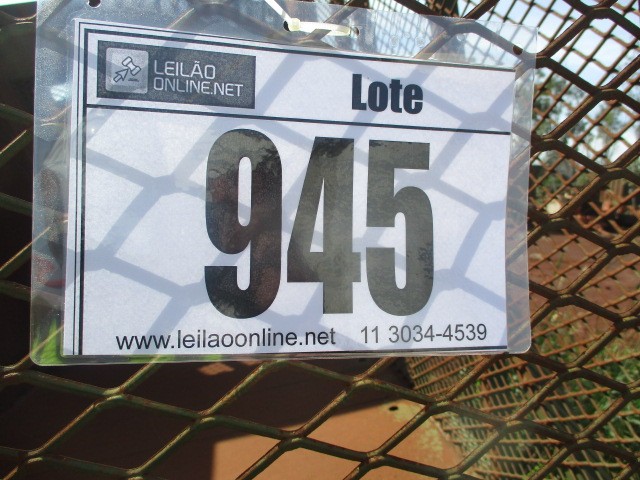 LEILÃO
ONLINE.NET
Lote
945
www.leilaoonline.net 11 3034-4539